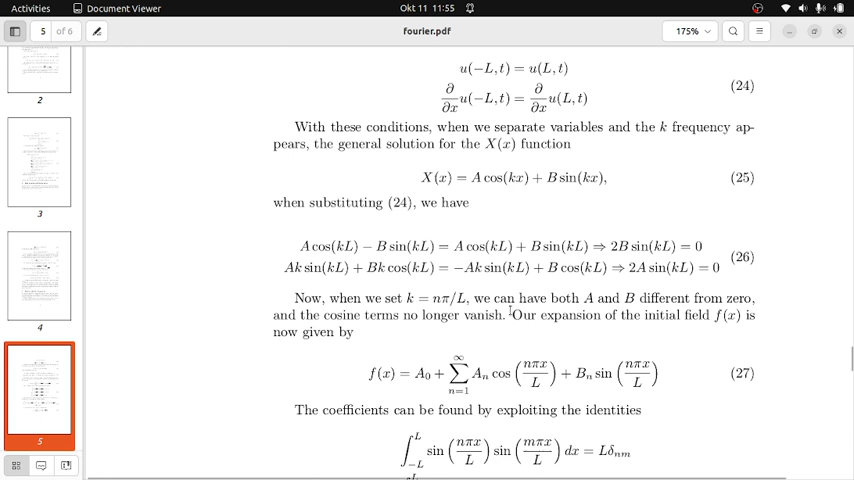 Activities
Document Viewer
Okt 11 11:55
5 of 6
fourier.pdf
175%
2
3
4
5
u(−L, t) = u(L, t)
∂/∂x u(−L, t) = ∂/∂x u(L, t)
(24)
With these conditions, when we separate variables and the k frequency ap-
pears, the general solution for the X(x) function
X(x) = A cos(kx) + B sin(kx), (25)
when substituting (24), we have
A cos(kL) − B sin(kL) = A cos(kL) + B sin(kL) ⇒ 2B sin(kL) = 0
Ak sin(kL) + Bk cos(kL) = −Ak sin(kL) + B cos(kL) ⇒ 2A sin(kL) = 0
(26)
Now, when we set k = nπ/L, we can have both A and B different from zero,
and the cosine terms no longer vanish. Our expansion of the initial field f(x) is
now given by
f(x) = A₀ + ∑_{n=1}^{∞} Aₙ cos (nπx/L) + Bₙ sin (nπx/L) (27)
The coefficients can be found by exploiting the identities
∫_{−L}^{L} sin (nπx/L) sin (mπx/L) dx = Lδₙₘ